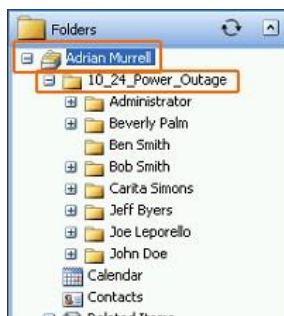 Folders
Adrian Murrell
10_24_Power_Outage
Administrator
Beverly Palm
Ben Smith
Bob Smith
Carita Simons
Jeff Byers
Joe Leporello
John Doe
Calendar
Contacts